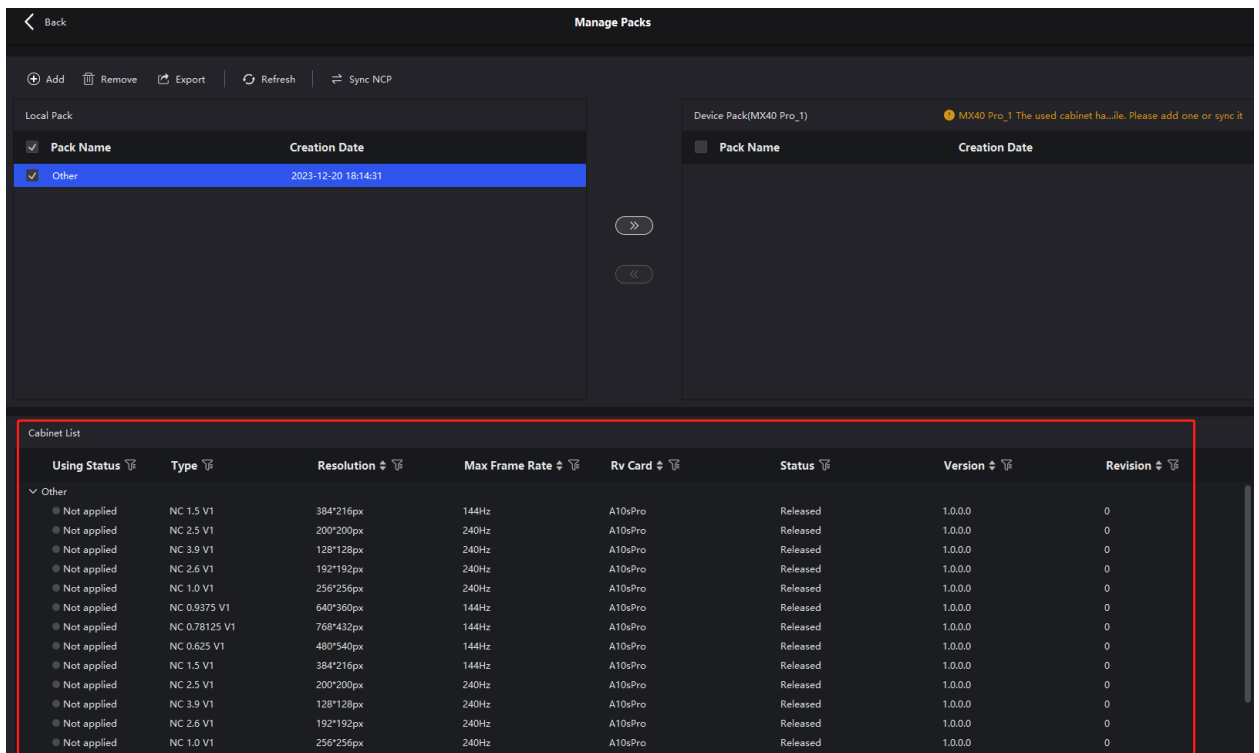 Back Manage Packs
Add Remove Export Refresh Sync NCP
Local Pack Device Pack(MX40 Pro_1) MX40 Pro_1 The used cabinet ha...ile. Please add one or sync it
Pack Name Creation Date Pack Name Creation Date
Other 2023-12-20 18:14:31
Cabinet List
Using Status Type Resolution Max Frame Rate Rv Card Status Version Revision
Other
Not applied NC 1.5 V1 384*216px 144Hz A10sPro Released 1.0.0.0 0
Not applied NC 2.5 V1 200*200px 240Hz A10sPro Released 1.0.0.0 0
Not applied NC 3.9 V1 128*128px 240Hz A10sPro Released 1.0.0.0 0
Not applied NC 2.6 V1 192*192px 240Hz A10sPro Released 1.0.0.0 0
Not applied NC 1.0 V1 256*256px 240Hz A10sPro Released 1.0.0.0 0
Not applied NC 0.9375 V1 640*360px 144Hz A10sPro Released 1.0.0.0 0
Not applied NC 0.78125 V1 768*432px 144Hz A10sPro Released 1.0.0.0 0
Not applied NC 0.625 V1 480*540px 144Hz A10sPro Released 1.0.0.0 0
Not applied NC 1.5 V1 384*216px 144Hz A10sPro Released 1.0.0.0 0
Not applied NC 2.5 V1 200*200px 240Hz A10sPro Released 1.0.0.0 0
Not applied NC 3.9 V1 128*128px 240Hz A10sPro Released 1.0.0.0 0
Not applied NC 2.6 V1 192*192px 240Hz A10sPro Released 1.0.0.0 0
Not applied NC 1.0 V1 256*256px 240Hz A10sPro Released 1.0.0.0 0